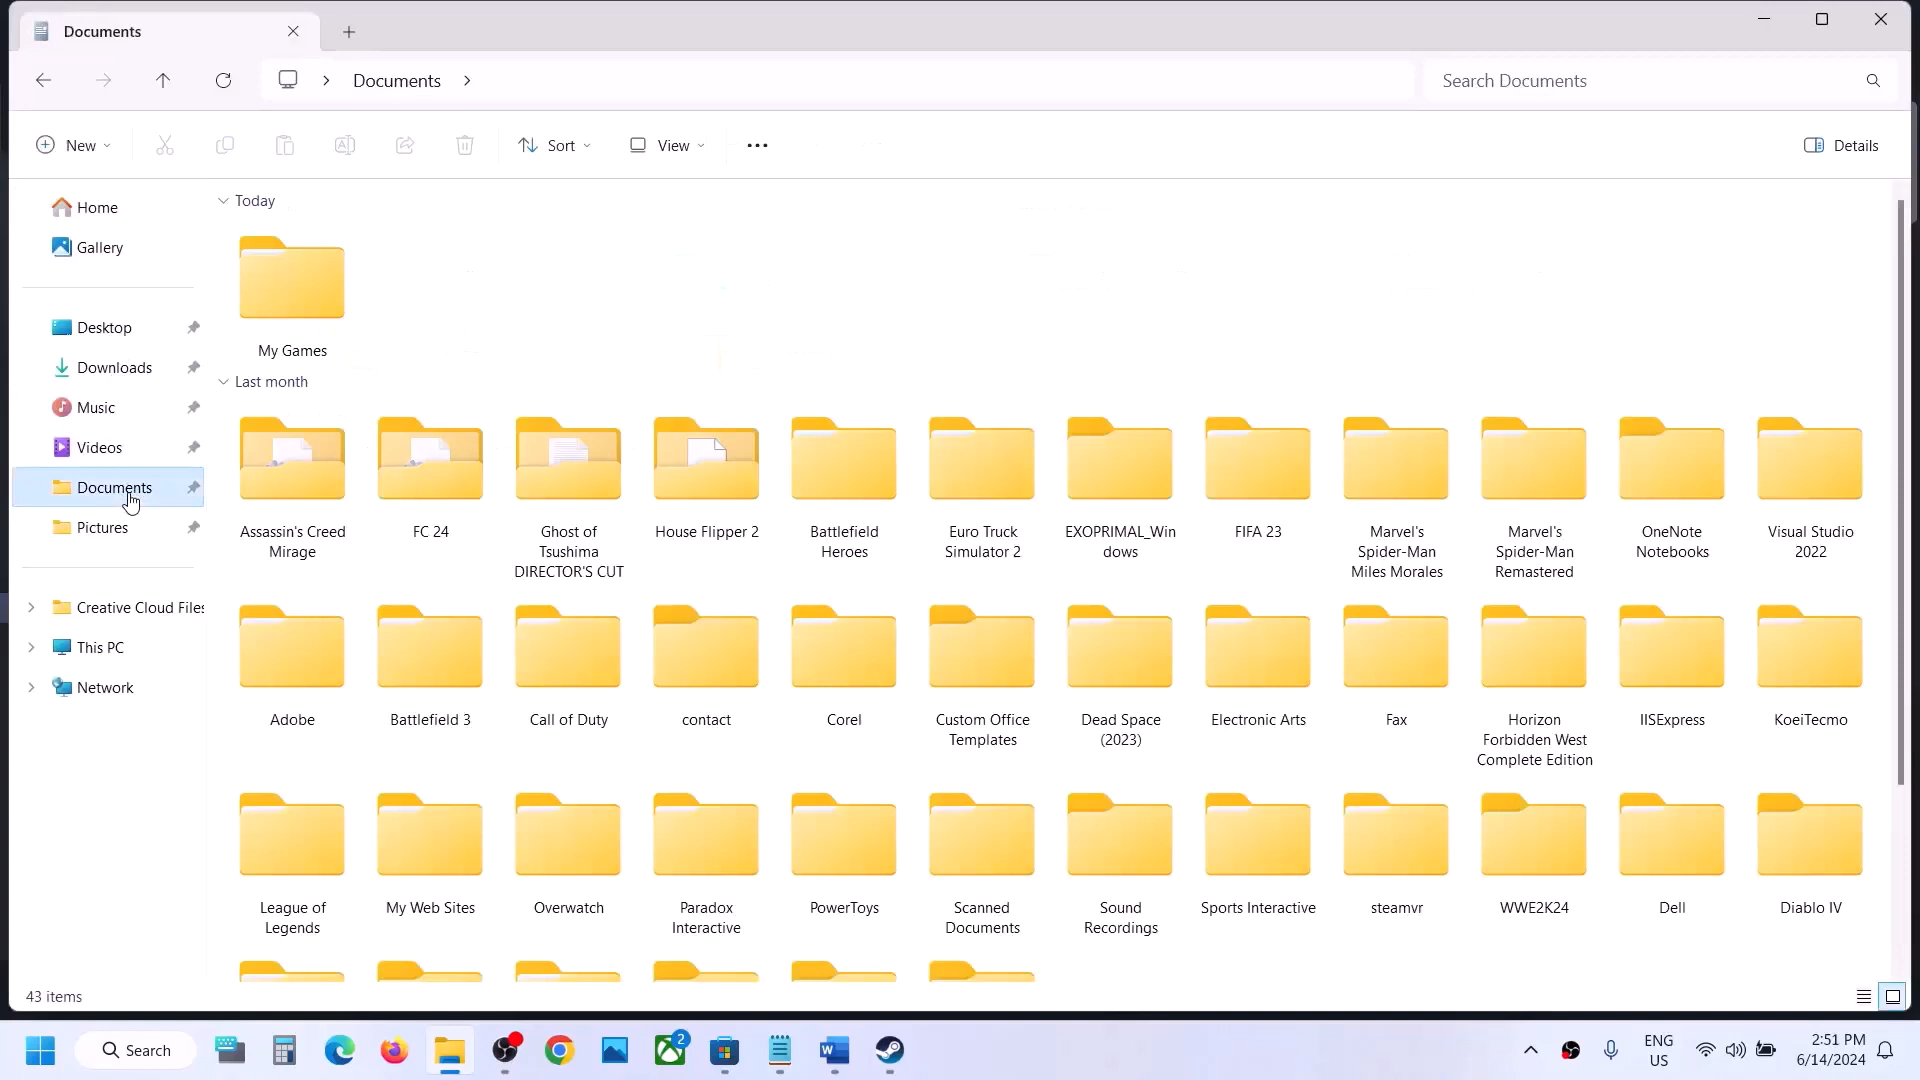 Documents
Documents
Search Documents
New
Sort
View
Details
Home
Gallery
Desktop
Downloads
Music
Videos
Documents
Pictures
Creative Cloud Files
This PC
Network
Today
My Games
Last month
Assassin's Creed
Mirage
FC 24
Ghost of
Tsushima
DIRECTOR'S CUT
House Flipper 2
Battlefield
Heroes
Euro Truck
Simulator 2
EXOPRIMAL_Win
dows
FIFA 23
Marvel's
Spider-Man
Miles Morales
Marvel's
Spider-Man
Remastered
OneNote
Notebooks
Visual Studio
2022
Adobe
Battlefield 3
Call of Duty
contact
Corel
Custom Office
Templates
Dead Space
(2023)
Electronic Arts
Fax
Horizon
Forbidden West
Complete Edition
IISExpress
KoeiTecmo
League of
Legends
My Web Sites
Overwatch
Paradox
Interactive
PowerToys
Scanned
Documents
Sound
Recordings
Sports Interactive
steamvr
WWE2K24
Dell
Diablo IV
43 items
Search
2
ENG
US
2:51 PM
6/14/2024